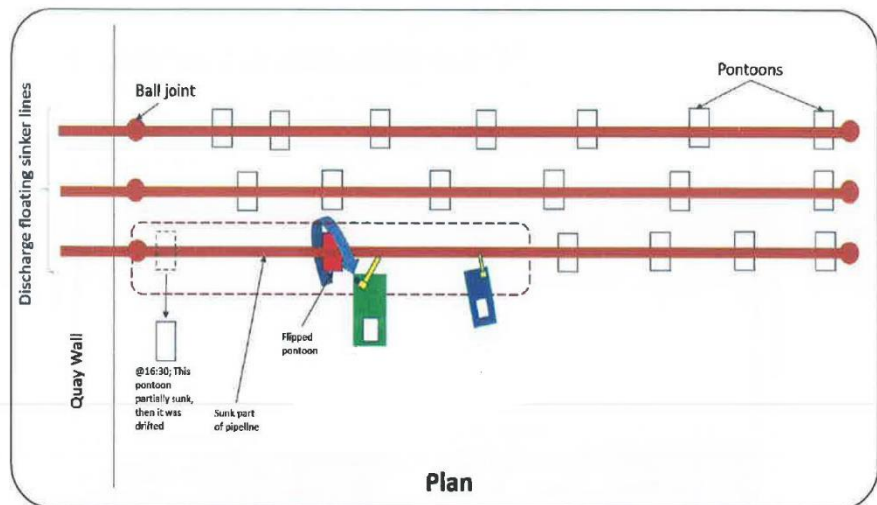 Ball joint
Pontoons
Discharge floating sinker lines
Quay Wall
Flipped
pontoon
@16:30; This
pontoon
partially sunk,
then it was
drifted
Sunk part
of pipeline
Plan